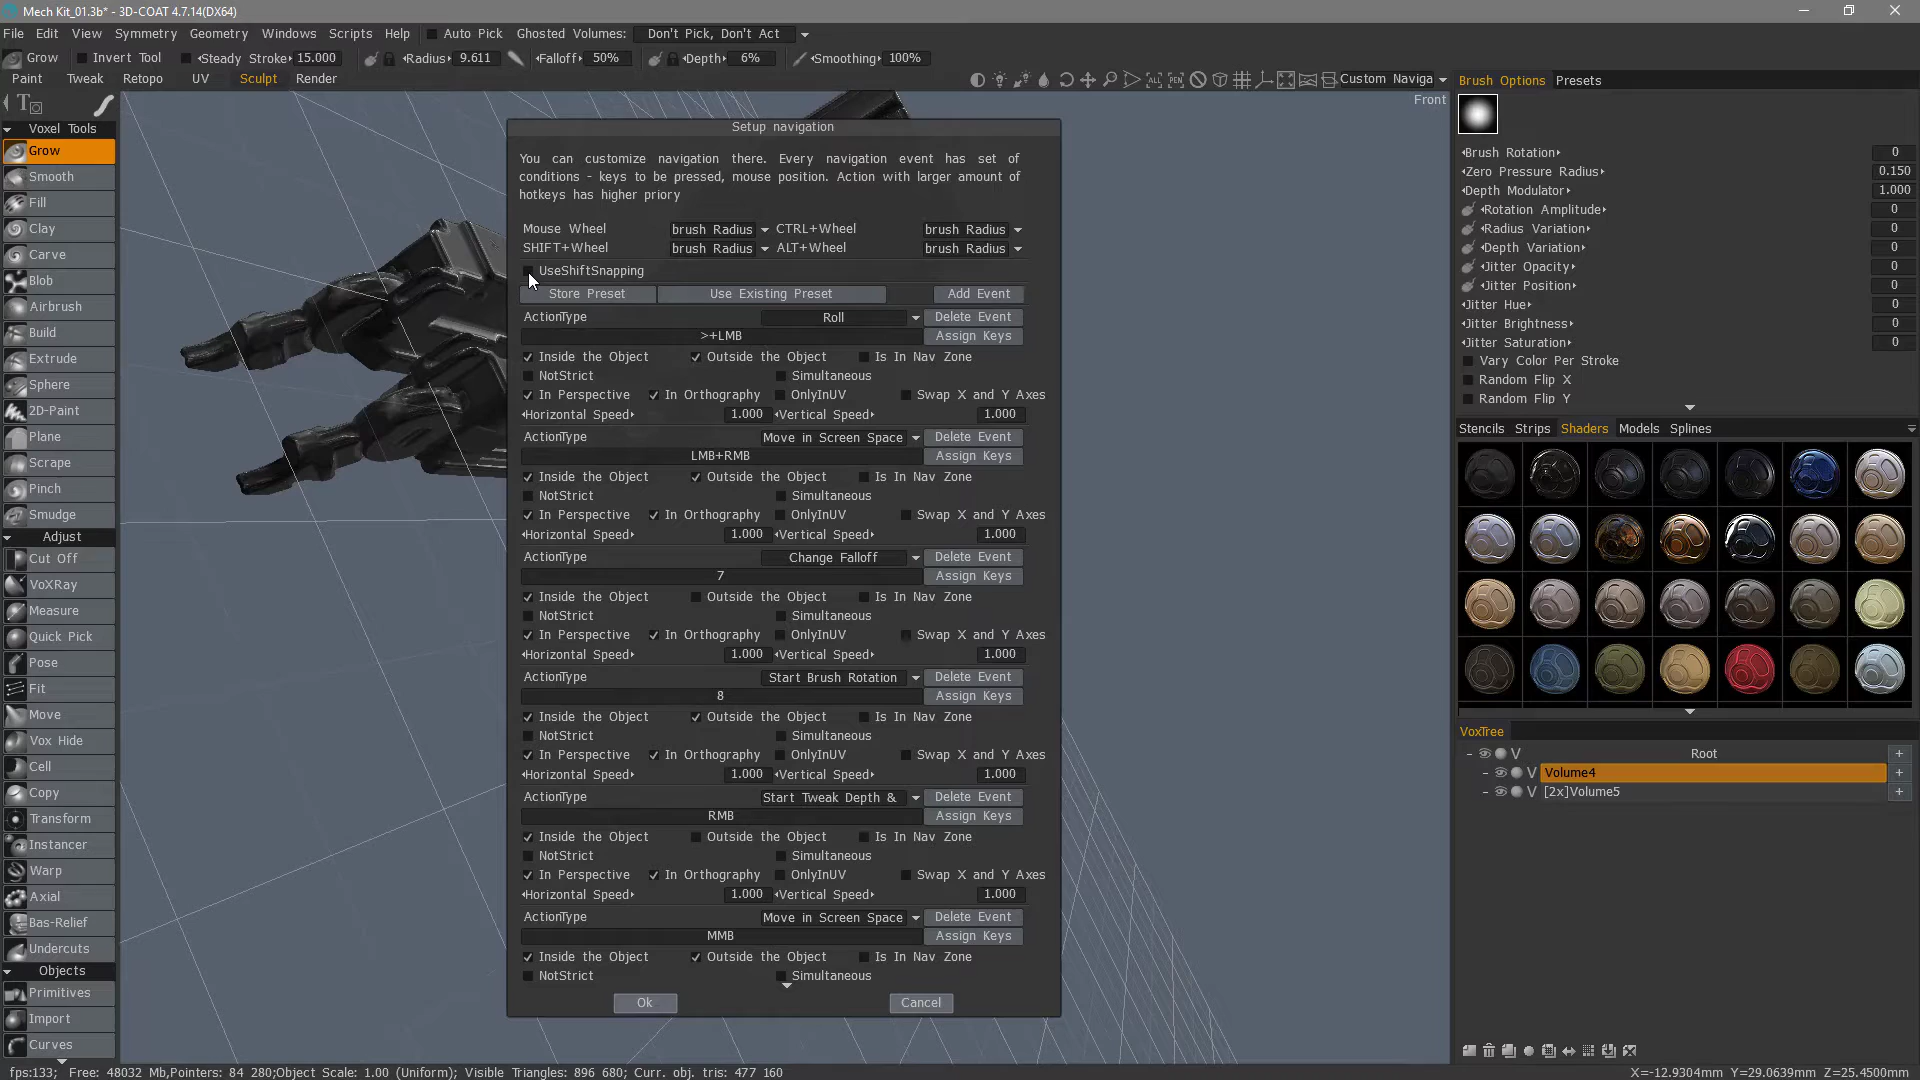 Mech Kit_01.3b* - 3D-COAT 4.7.14(DX64)
File Edit View Symmetry Geometry Windows Scripts Help Auto Pick Ghosted Volumes: Don't Pick, Don't Act
Grow Invert Tool Steady Stroke 15.000 Radius 9.611 Falloff 50% Depth 6% Smoothing 100%
Paint Tweak Retopo UV Sculpt Render ALL PEN Custom Naviga
Front
Voxel Tools
Grow
Smooth
Fill
Clay
Carve
Blob
Airbrush
Build
Extrude
Sphere
2D-Paint
Plane
Scrape
Pinch
Smudge
Adjust
Cut Off
VoXRay
Measure
Quick Pick
Pose
Fit
Move
Vox Hide
Cell
Copy
Transform
Instancer
Warp
Axial
Bas-Relief
Undercuts
Objects
Primitives
Import
Curves
Setup navigation
You can customize navigation there. Every navigation event has set of
conditions - keys to be pressed, mouse position. Action with larger amount of
hotkeys has higher priory
Mouse Wheel brush Radius CTRL+Wheel brush Radius
SHIFT+Wheel brush Radius ALT+Wheel brush Radius
UseShiftSnapping
Store Preset Use Existing Preset Add Event
ActionType Roll Delete Event
>+LMB Assign Keys
Inside the Object Outside the Object Is In Nav Zone
NotStrict Simultaneous
In Perspective In Orthography OnlyInUV Swap X and Y Axes
Horizontal Speed 1.000 Vertical Speed 1.000
ActionType Move in Screen Space Delete Event
LMB+RMB Assign Keys
Inside the Object Outside the Object Is In Nav Zone
NotStrict Simultaneous
In Perspective In Orthography OnlyInUV Swap X and Y Axes
Horizontal Speed 1.000 Vertical Speed 1.000
ActionType Change Falloff Delete Event
7 Assign Keys
Inside the Object Outside the Object Is In Nav Zone
NotStrict Simultaneous
In Perspective In Orthography OnlyInUV Swap X and Y Axes
Horizontal Speed 1.000 Vertical Speed 1.000
ActionType Start Brush Rotation Delete Event
8 Assign Keys
Inside the Object Outside the Object Is In Nav Zone
NotStrict Simultaneous
In Perspective In Orthography OnlyInUV Swap X and Y Axes
Horizontal Speed 1.000 Vertical Speed 1.000
ActionType Start Tweak Depth & Delete Event
RMB Assign Keys
Inside the Object Outside the Object Is In Nav Zone
NotStrict Simultaneous
In Perspective In Orthography OnlyInUV Swap X and Y Axes
Horizontal Speed 1.000 Vertical Speed 1.000
ActionType Move in Screen Space Delete Event
MMB Assign Keys
Inside the Object Outside the Object Is In Nav Zone
NotStrict Simultaneous
Ok Cancel
Brush Options Presets
Brush Rotation 0
Zero Pressure Radius 0.150
Depth Modulator 1.000
Rotation Amplitude 0
Radius Variation 0
Depth Variation 0
Jitter Opacity 0
Jitter Position 0
Jitter Hue 0
Jitter Brightness 0
Jitter Saturation 0
Vary Color Per Stroke
Random Flip X
Random Flip Y
Stencils Strips Shaders Models Splines
VoxTree
V Root +
V Volume4 +
V [2x]Volume5 +
fps:133; Free: 48032 Mb,Pointers: 84 280;Object Scale: 1.00 (Uniform); Visible Triangles: 896 680; Curr. obj. tris: 477 160 X=-12.9304mm Y=29.0639mm Z=25.4500mm